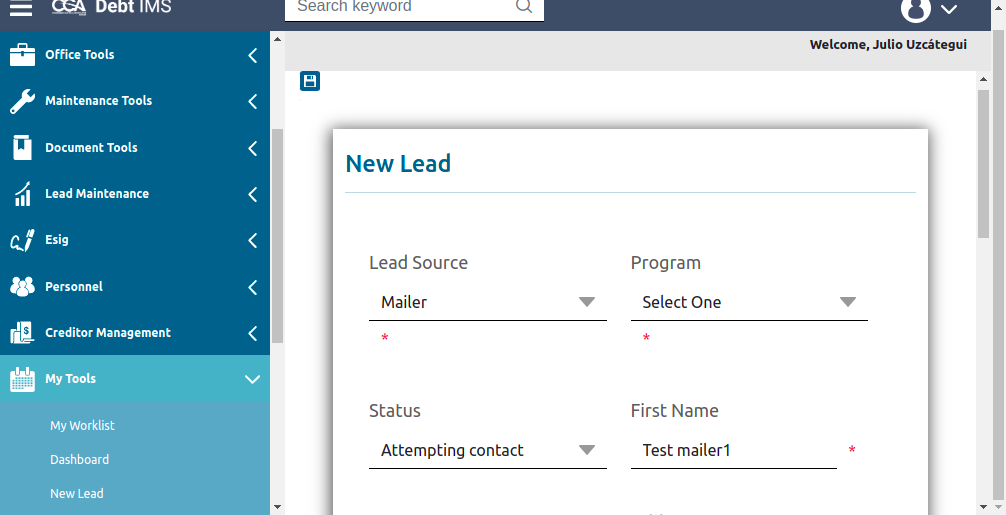 CCA Debt IMS
Search keyword
Welcome, Julio Uzcátegui
Office Tools
Maintenance Tools
Document Tools
Lead Maintenance
Esig
Personnel
Creditor Management
My Tools
My Worklist
Dashboard
New Lead
New Lead
Lead Source
Program
Mailer
Select One
*
*
Status
First Name
Attempting contact
Test mailer1
*